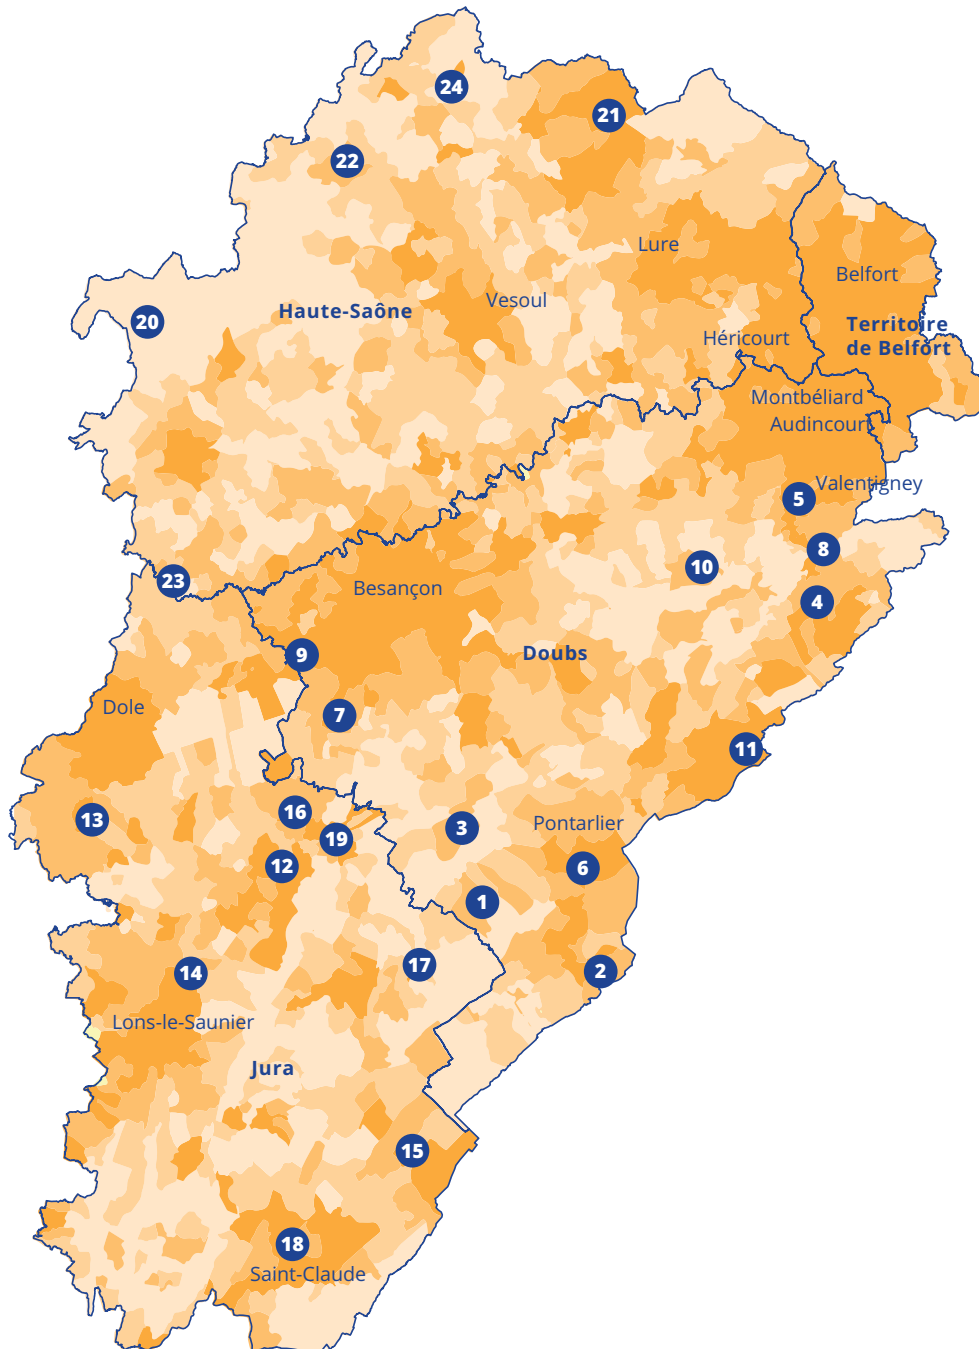 24
21
22
Lure
Belfort
Vesoul
Haute-Saône
20
Territoire
de Belfort
Héricourt
Montbéliard
Audincourt
Valentigney
5
8
10
23
Besançon
4
Doubs
9
Dole
7
11
16
13
Pontarlier
3
19
12
6
1
17
2
14
Lons-le-Saunier
Jura
15
18
Saint-Claude